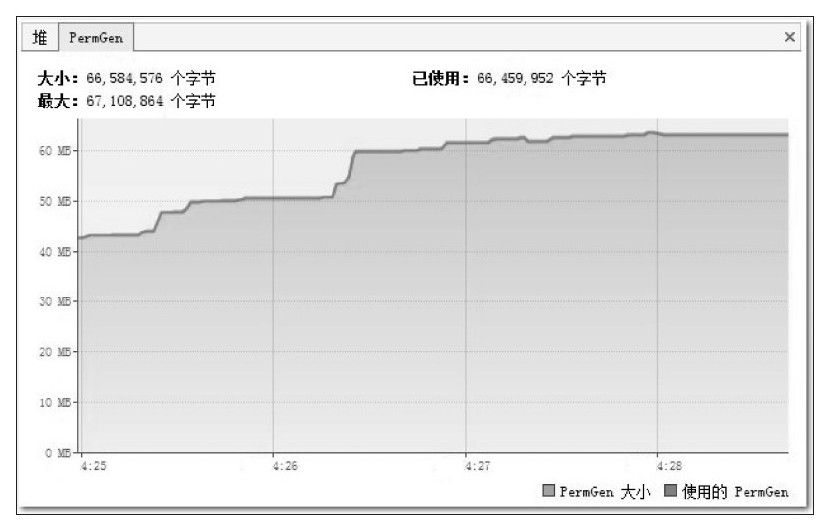 堆 PermGen ×
大小: 66,584,576 个字节 已使用: 66,459,952 个字节
最大: 67,108,864 个字节
60 MB
50 MB
40 MB
30 MB
20 MB
10 MB
0 MB
4:25 4:26 4:27 4:28
PermGen 大小 使用的 PermGen